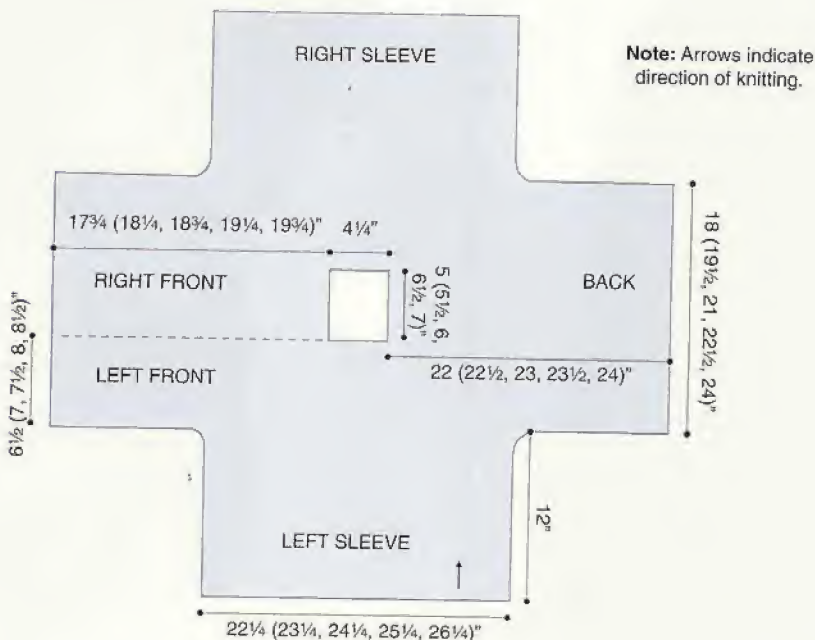 RIGHT SLEEVE
Note: Arrows indicate
direction of knitting.
17¾ (18¼, 18¾, 19¼, 19¾)"
4¼"
RIGHT FRONT
5 (5½, 6,
6½, 7)"
BACK
18 (19½, 21, 22½, 24)"
6½ (7, 7½, 8, 8½)"
LEFT FRONT
22 (22½, 23, 23½, 24)"
12"
LEFT SLEEVE
22¼ (23¼, 24¼, 25¼, 26¼)"